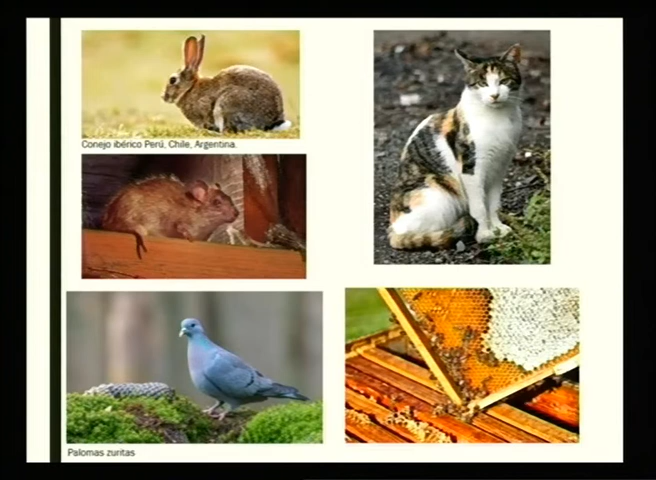 Conejo ibérico Perú, Chile, Argentina.
Palomas zuritas